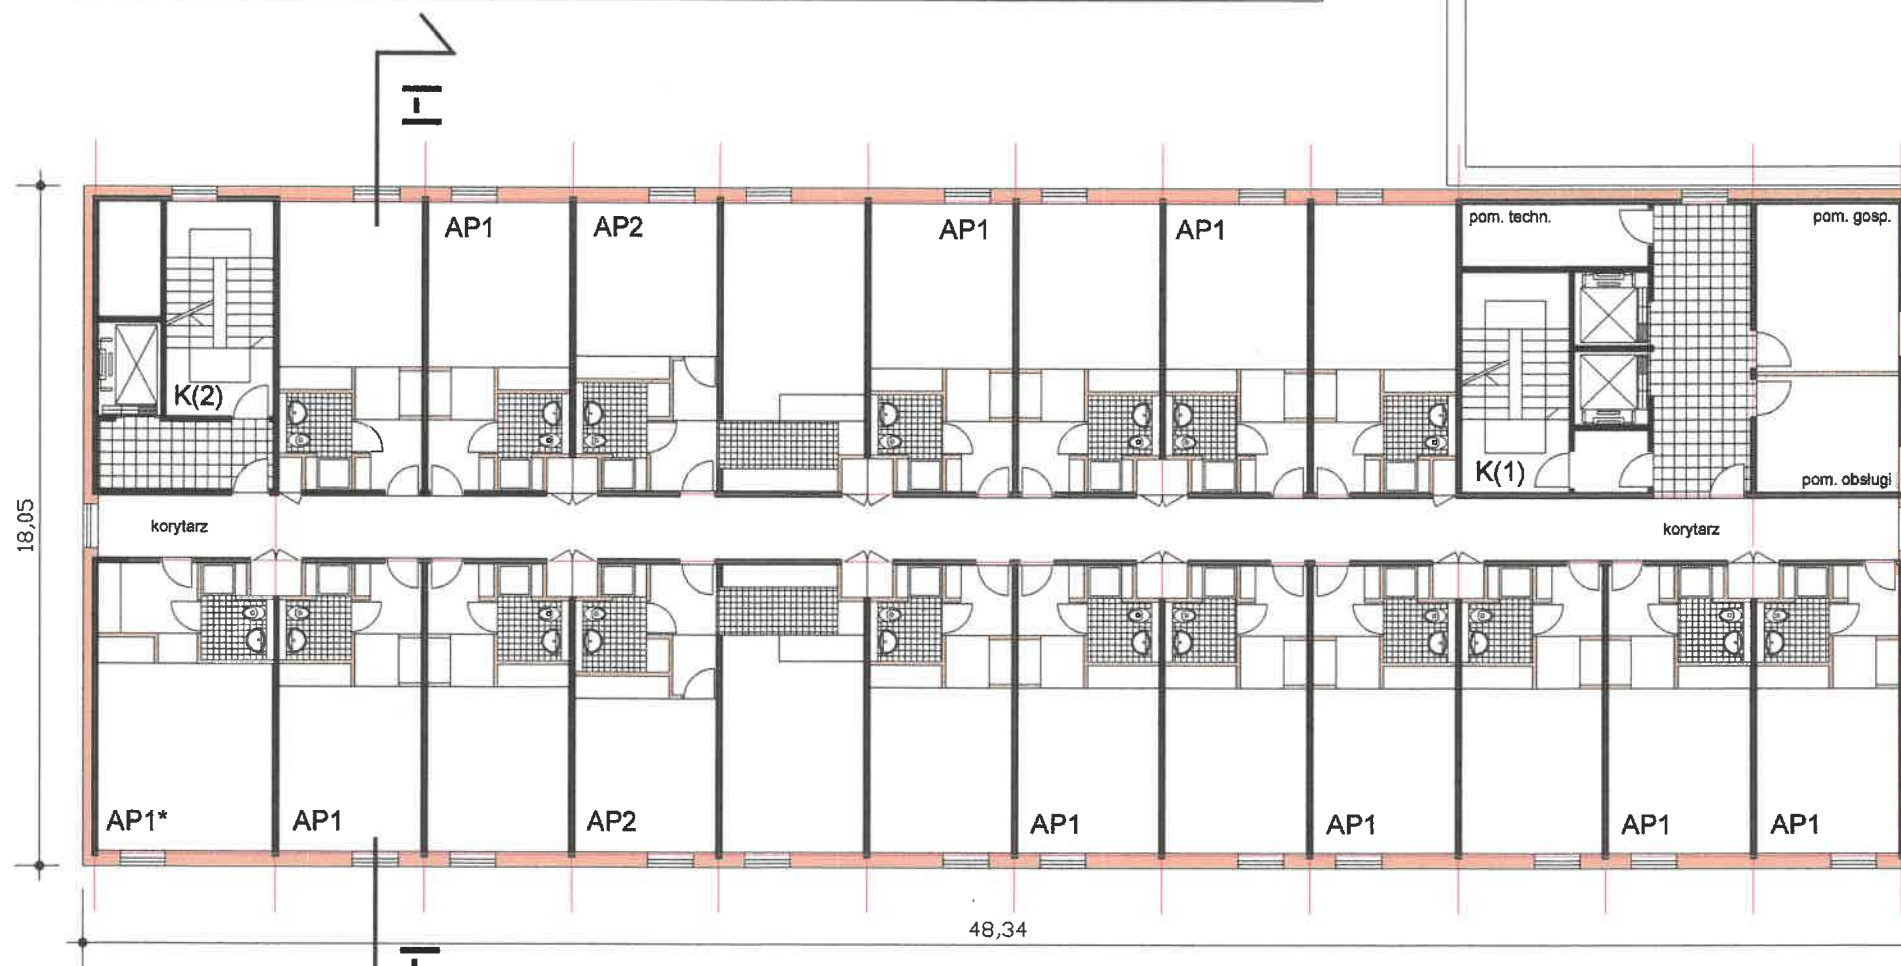 I-I
AP1
AP2
AP1
AP1
pom. techn.
pom. gosp.
K(2)
K(1)
pom. obsługi
korytarz
korytarz
18,05
AP1*
AP1
AP2
AP1
AP1
AP1
AP1
48,34